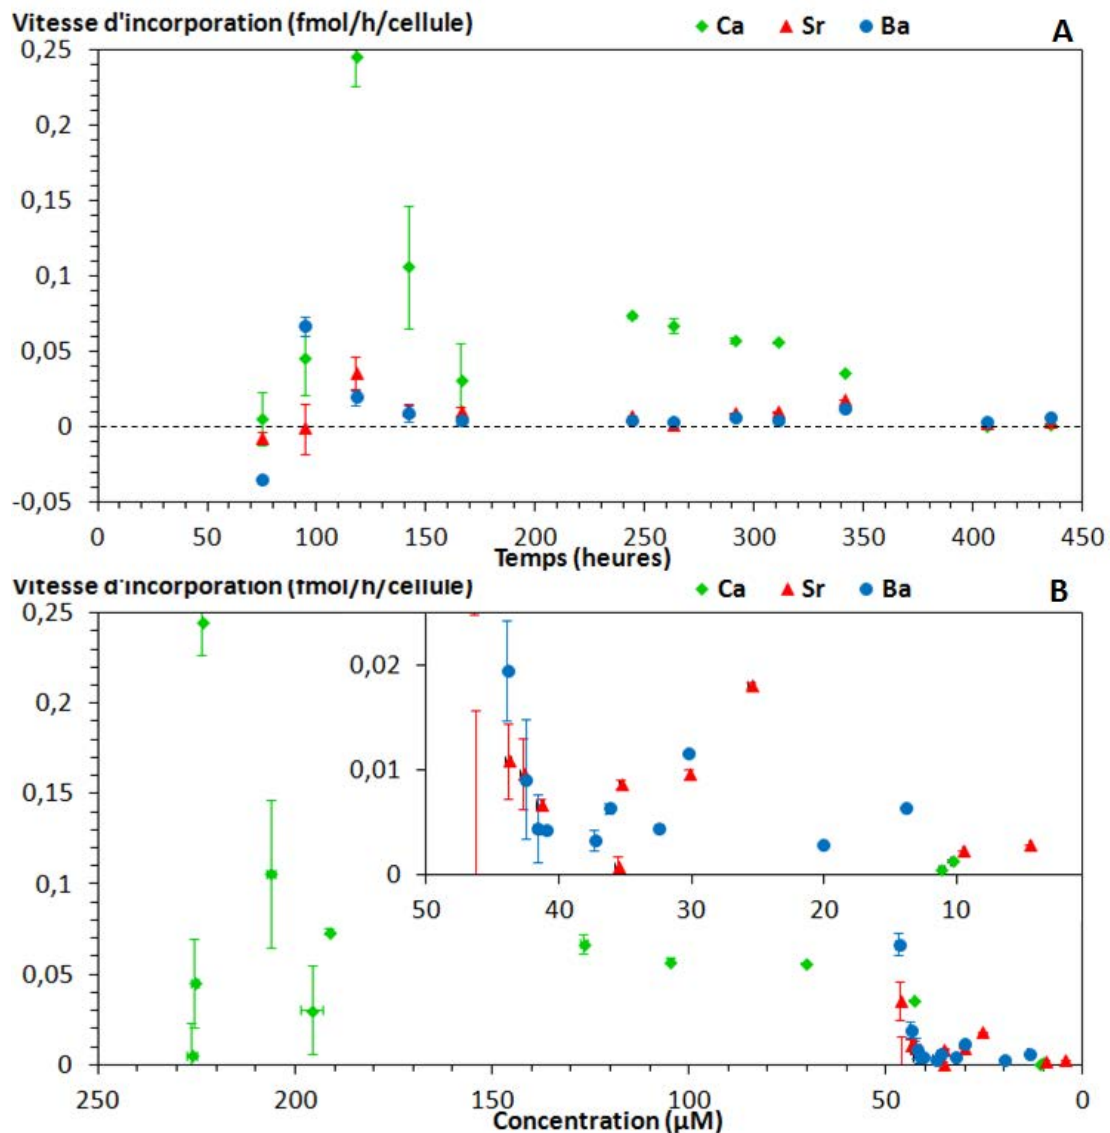 Vitesse d'incorporation (fmol/h/cellule) Ca Sr Ba A
0,25
0,2
0,15
0,1
0,05
0
-0,05
0 50 100 150 200 250 300 350 400 450
Temps (heures)
Vitesse d'incorporation (fmol/h/cellule) Ca Sr Ba B
0,25
0,2
0,15
0,1
0,05
0
0,02
0,01
0
50 40 30 20 10
250 200 150 100 50 0
Concentration (µM)